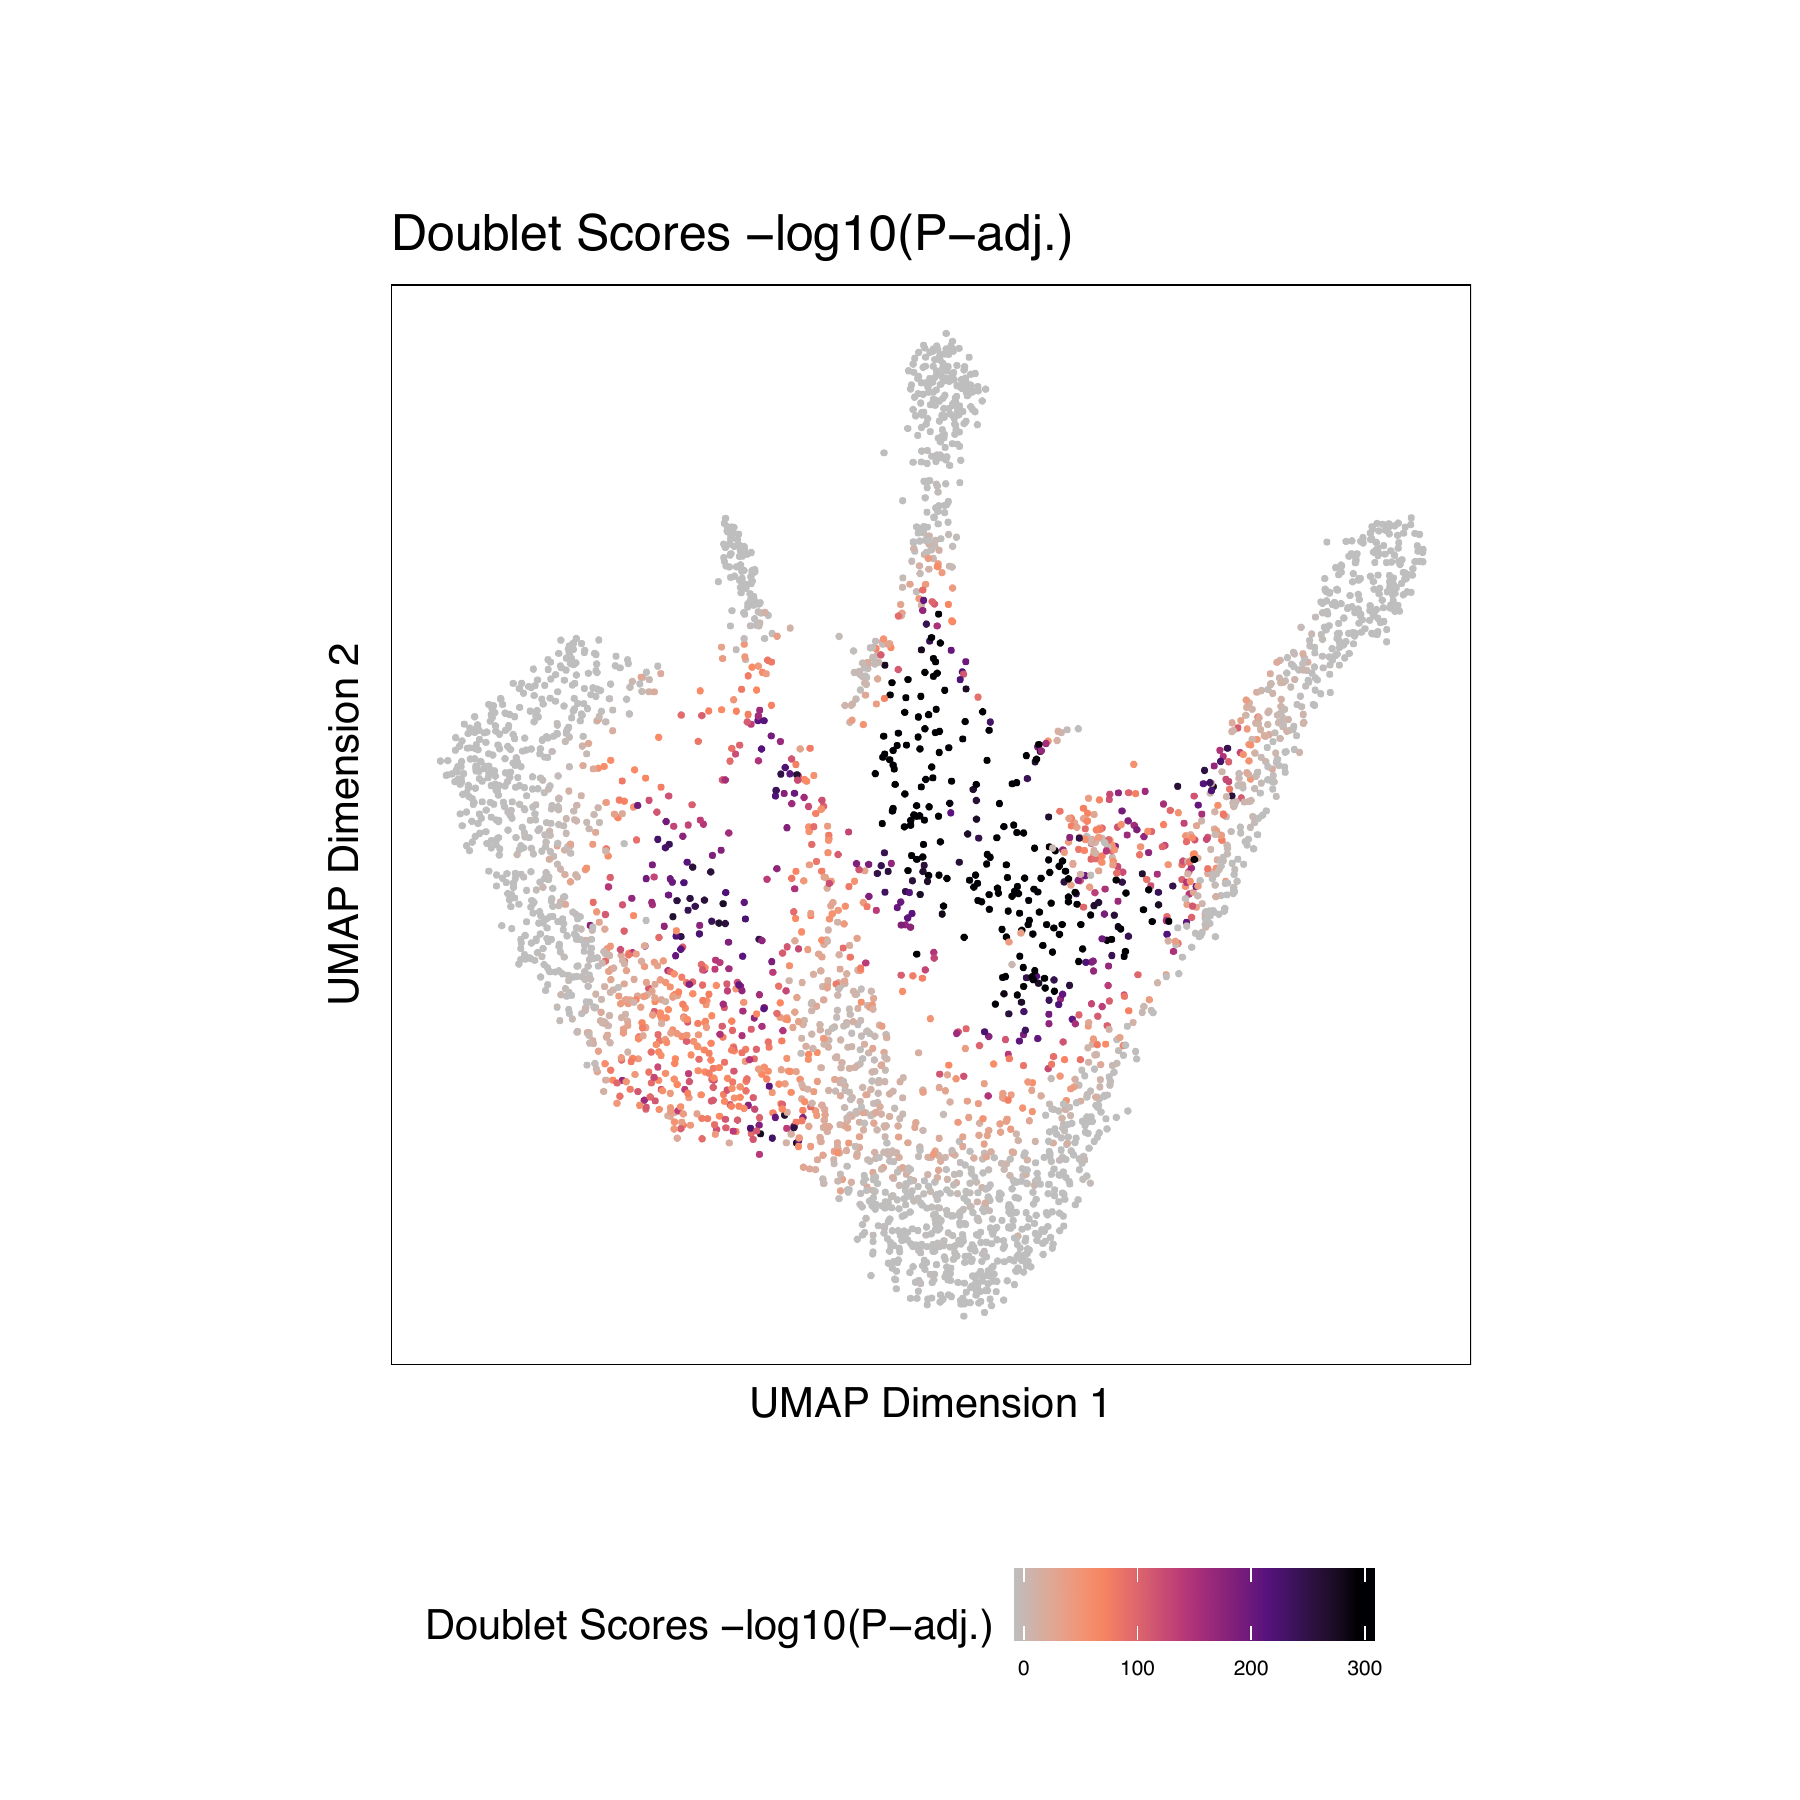 Doublet Scores −log10(P−adj.)
UMAP Dimension 2
UMAP Dimension 1
Doublet Scores −log10(P−adj.)
0 100 200 300